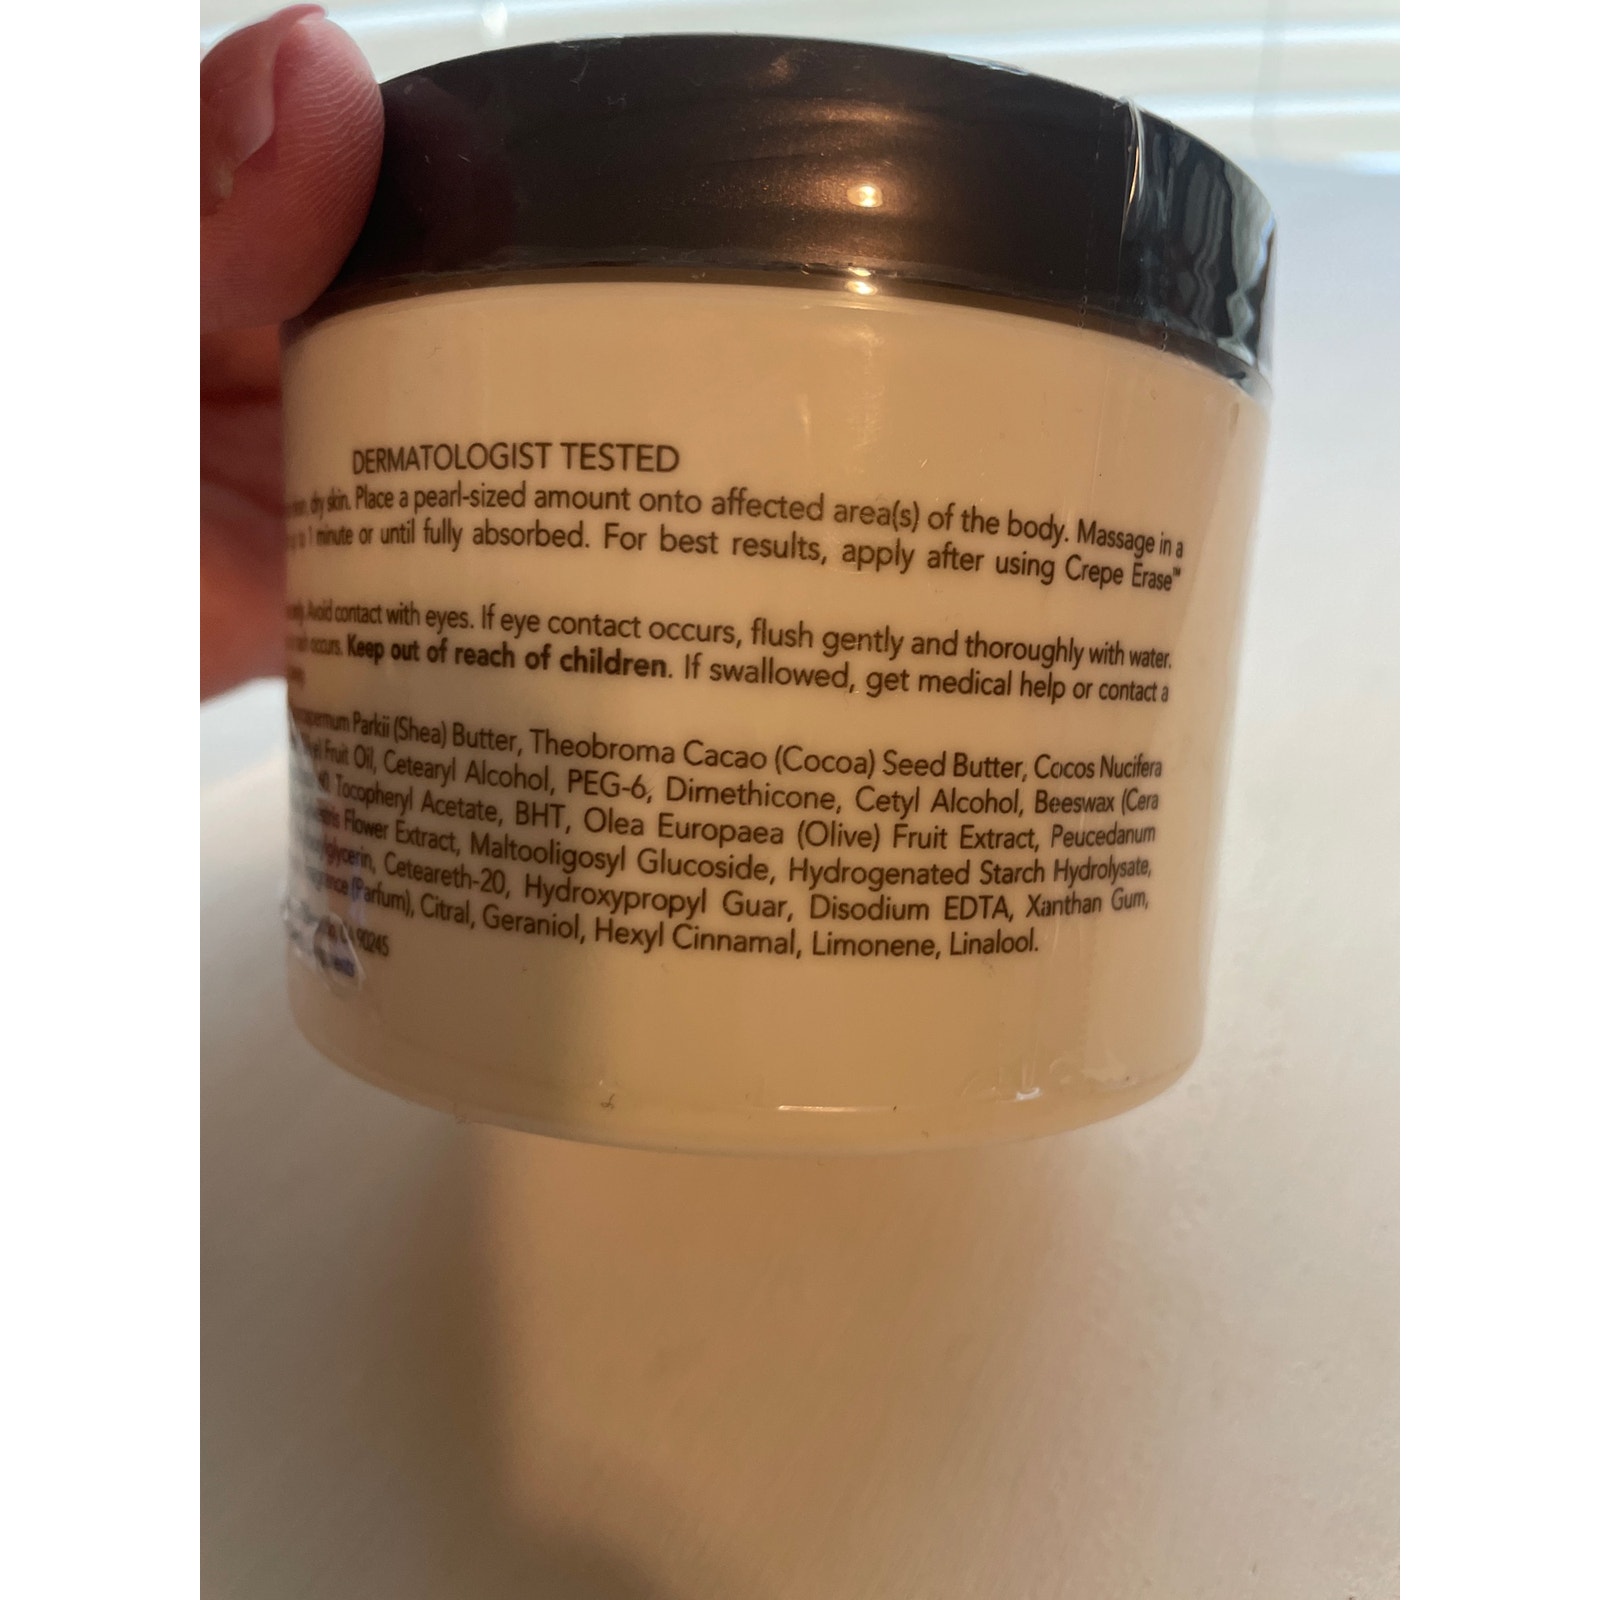 DERMATOLOGIST TESTED
dry skin. Place a pearl-sized amount onto affected area(s) of the body. Massage in a
1 minute or until fully absorbed. For best results, apply after using Crepe Erase™
Avoid contact with eyes. If eye contact occurs, flush gently and thoroughly with water.
occurs. Keep out of reach of children. If swallowed, get medical help or contact a
Parkii (Shea) Butter, Theobroma Cacao (Cocoa) Seed Butter, Cocos Nucifera
Fruit Oil, Cetearyl Alcohol, PEG-6, Dimethicone, Cetyl Alcohol, Beeswax (Cera
Tocopheryl Acetate, BHT, Olea Europaea (Olive) Fruit Extract, Peucedanum
Flower Extract, Maltooligosyl Glucoside, Hydrogenated Starch Hydrolysate,
Ceteareth-20, Hydroxypropyl Guar, Disodium EDTA, Xanthan Gum,
(Parfum), Citral, Geraniol, Hexyl Cinnamal, Limonene, Linalool.
90245